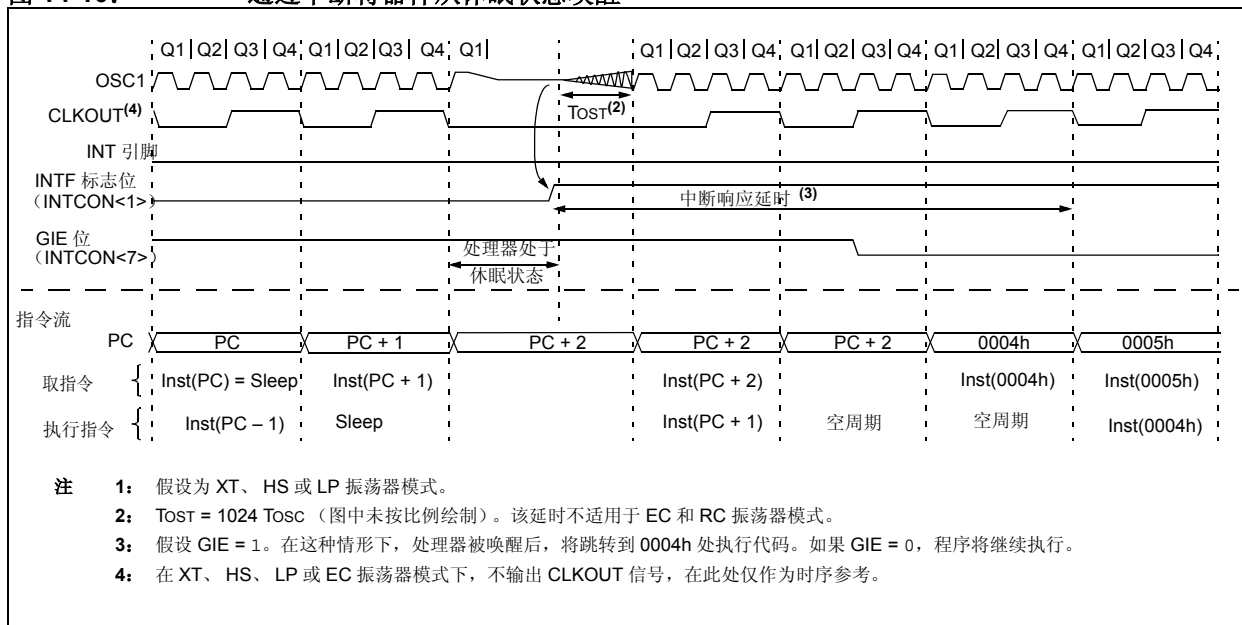 Q1 Q2 Q3 Q4 Q1 Q2 Q3 Q4 Q1 Q1 Q2 Q3 Q4 Q1 Q2 Q3 Q4 Q1 Q2 Q3 Q4 Q1 Q2 Q3 Q4
OSC1
TOST(2)
CLKOUT(4)
INT 引脚
INTF 标志位
（INTCON<1>）
中断响应延时 (3)
GIE 位
（INTCON<7>）
处理器处于
休眠状态
指令流
PC PC PC + 1 PC + 2 PC + 2 PC + 2 0004h 0005h
取指令 { Inst(PC) = Sleep Inst(PC + 1) Inst(PC + 2) Inst(0004h) Inst(0005h)
执行指令 { Inst(PC – 1) Sleep Inst(PC + 1) 空周期 空周期 Inst(0004h)
注 1： 假设为 XT、 HS 或 LP 振荡器模式。
2： TOST = 1024 TOSC （图中未按比例绘制）。该延时不适用于 EC 和 RC 振荡器模式。
3： 假设 GIE = 1。在这种情形下，处理器被唤醒后，将跳转到 0004h 处执行代码。如果 GIE = 0，程序将继续执行。
4： 在 XT、 HS、 LP 或 EC 振荡器模式下，不输出 CLKOUT 信号，在此处仅作为时序参考。